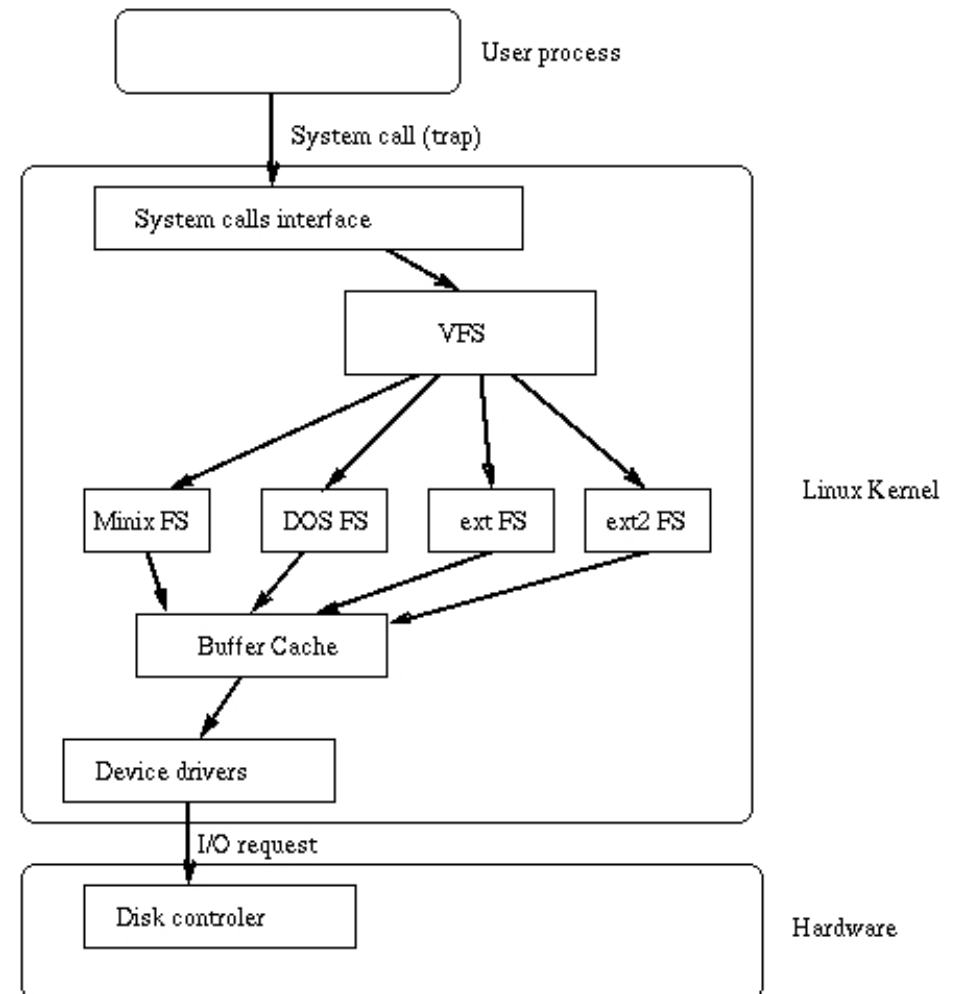 User process
System call (trap)
System calls interface
VFS
Linux Kernel
Minix FS
DOS FS
ext FS
ext2 FS
Buffer Cache
Device drivers
I/O request
Disk controler
Hardware